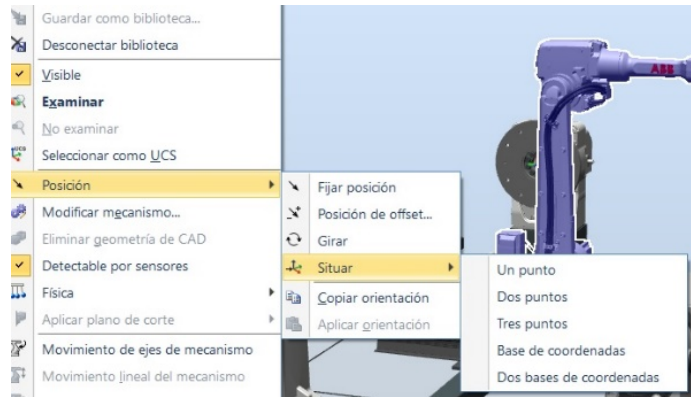 Guardar como biblioteca...
Desconectar biblioteca
Visible
Examinar
No examinar
UCS
Seleccionar como UCS
Posición
Modificar mecanismo...
Eliminar geometría de CAD
Detectable por sensores
Física
Aplicar plano de corte
Movimiento de ejes de mecanismo
Movimiento lineal del mecanismo
Fijar posición
Posición de offset...
Girar
Situar
Copiar orientación
Aplicar orientación
Un punto
Dos puntos
Tres puntos
Base de coordenadas
Dos bases de coordenadas
ABB